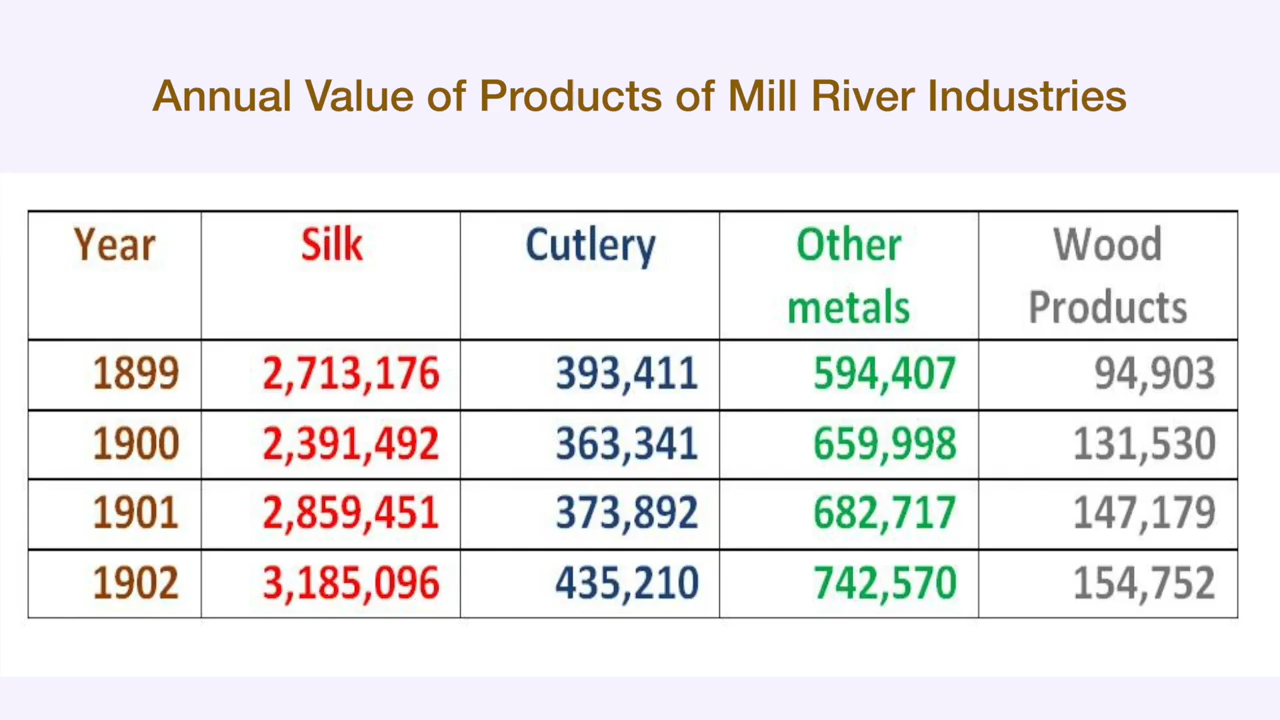 Annual Value of Products of Mill River Industries
Year Silk Cutlery Other metals Wood Products
1899 2,713,176 393,411 594,407 94,903
1900 2,391,492 363,341 659,998 131,530
1901 2,859,451 373,892 682,717 147,179
1902 3,185,096 435,210 742,570 154,752